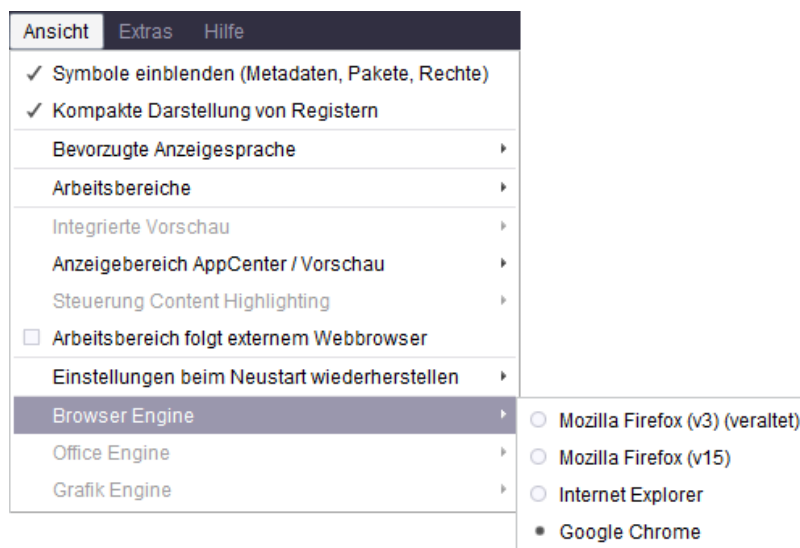 Ansicht Extras Hilfe
Symbole einblenden (Metadaten, Pakete, Rechte)
Kompakte Darstellung von Registern
Bevorzugte Anzeigesprache
Arbeitsbereiche
Integrierte Vorschau
Anzeigebereich AppCenter / Vorschau
Steuerung Content Highlighting
Arbeitsbereich folgt externem Webbrowser
Einstellungen beim Neustart wiederherstellen
Browser Engine
Office Engine
Grafik Engine
Mozilla Firefox (v3) (veraltet)
Mozilla Firefox (v15)
Internet Explorer
Google Chrome